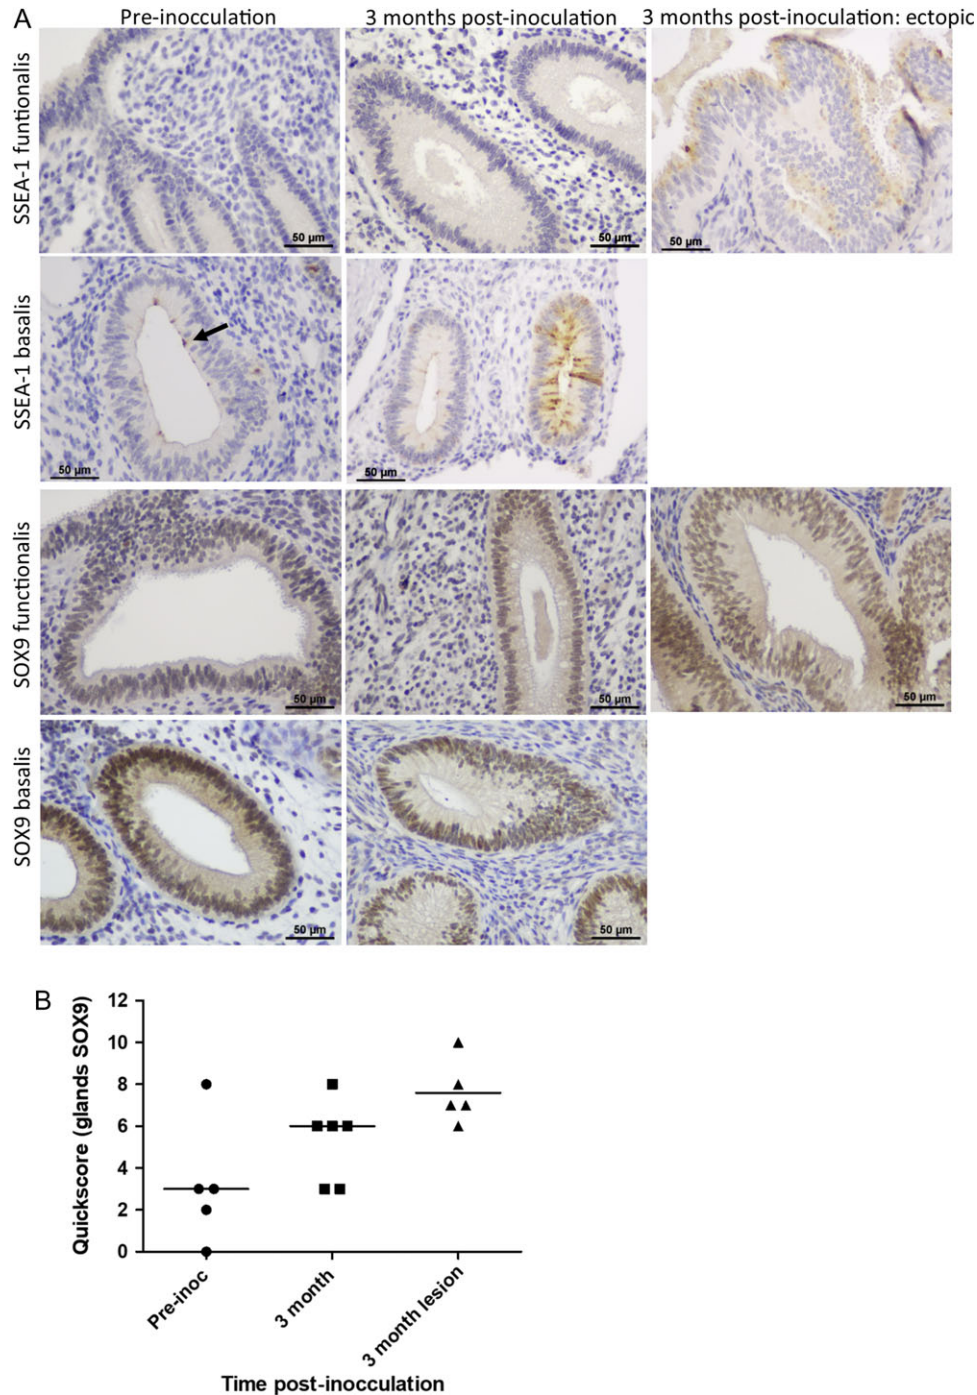 A
Pre-inocculation
3 months post-inoculation
3 months post-inoculation: ectopic
SSEA-1 funtionalis
50 µm
50 µm
50 µm
SSEA-1 basalis
50 µm
50 µm
SOX9 functionalis
50 µm
50 µm
50 µm
SOX9 basalis
50 µm
50 µm
B
Quickscore (glands SOX9)
12
10
8
6
4
2
0
Pre-inoc
3 month
3 month lesion
Time post-inocculation